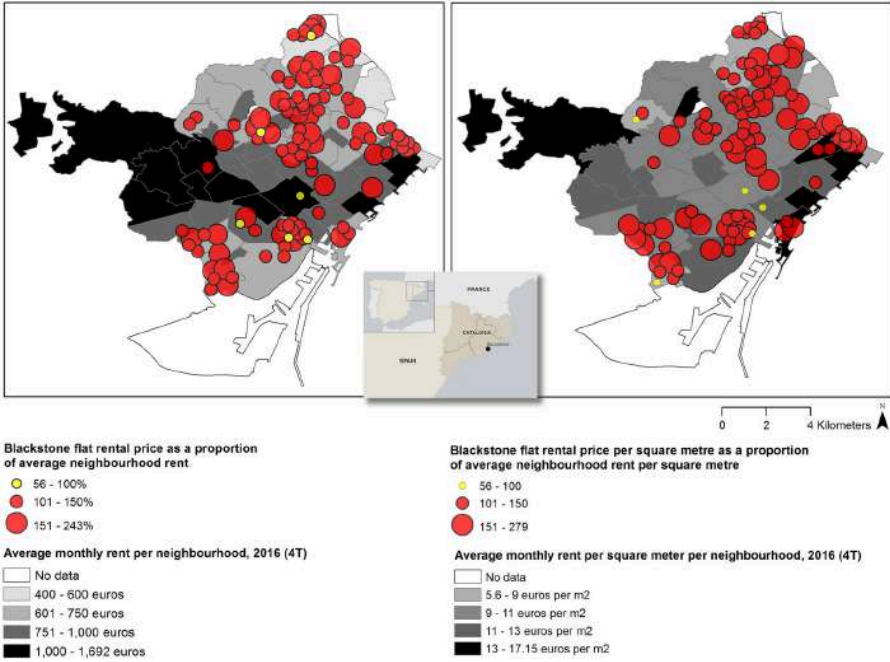 FRANCE
CATALONIA
SPAIN
N
0 2 4 Kilometers
Blackstone flat rental price as a proportion
of average neighbourhood rent
56 - 100%
101 - 150%
151 - 243%
Average monthly rent per neighbourhood, 2016 (4T)
No data
400 - 600 euros
601 - 750 euros
751 - 1,000 euros
1,000 - 1,692 euros
Blackstone flat rental price per square metre as a proportion
of average neighbourhood rent per square metre
56 - 100
101 - 150
151 - 279
Average monthly rent per square meter per neighbourhood, 2016 (4T)
No data
5.6 - 9 euros per m2
9 - 11 euros per m2
11 - 13 euros per m2
13 - 17.15 euros per m2